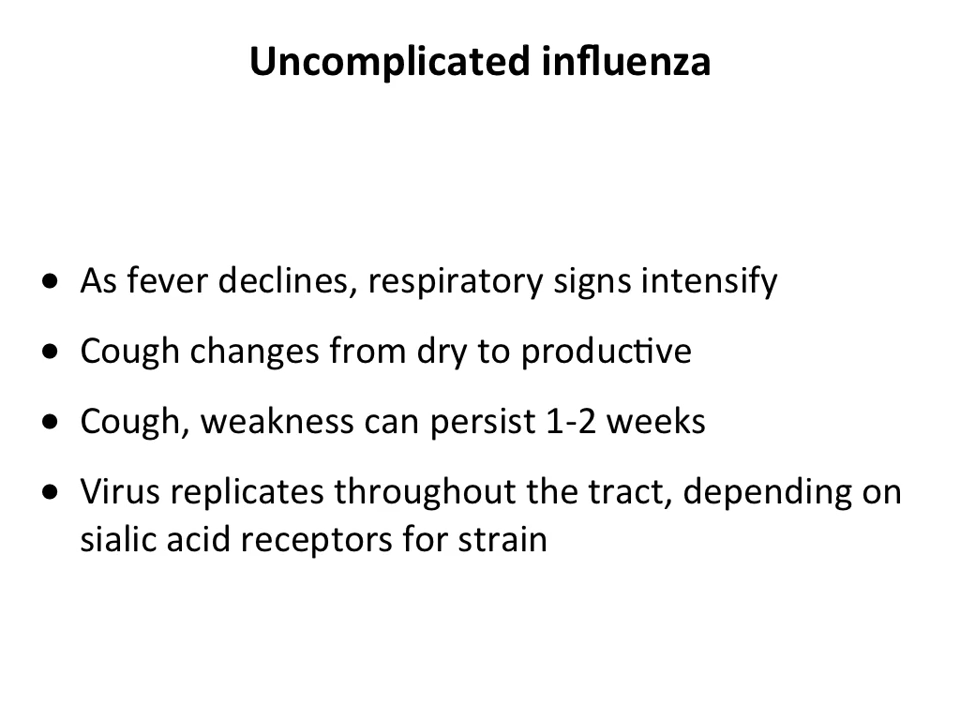 Uncomplicated influenza
• As fever declines, respiratory signs intensify
• Cough changes from dry to productive
• Cough, weakness can persist 1-2 weeks
• Virus replicates throughout the tract, depending on
sialic acid receptors for strain